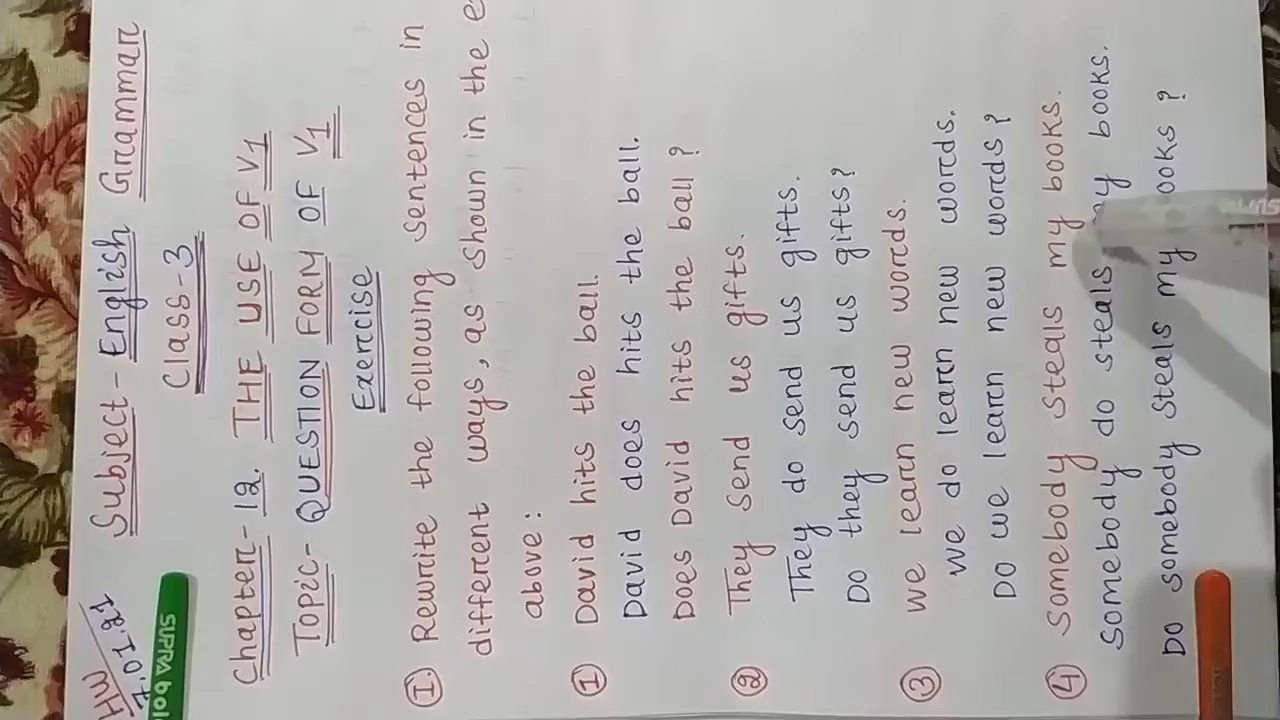 HW
7.01.21
Subject - English Grammar
Class-3
Chapter- 12. THE USE OF V1
Topic- QUESTION FORM OF V1
Exercise
I. Rewrite the following sentences in
different ways, as shown in the
above:
1 David hits the ball.
David does hits the ball.
Does David hits the ball?
2 They send us gifts.
They do send us gifts.
Do they send us gifts?
3 We learn new words.
We do learn new words.
Do we learn new words?
4 Somebody steals my books.
Somebody do steals my books.
Do somebody steals my books?
SUPRA